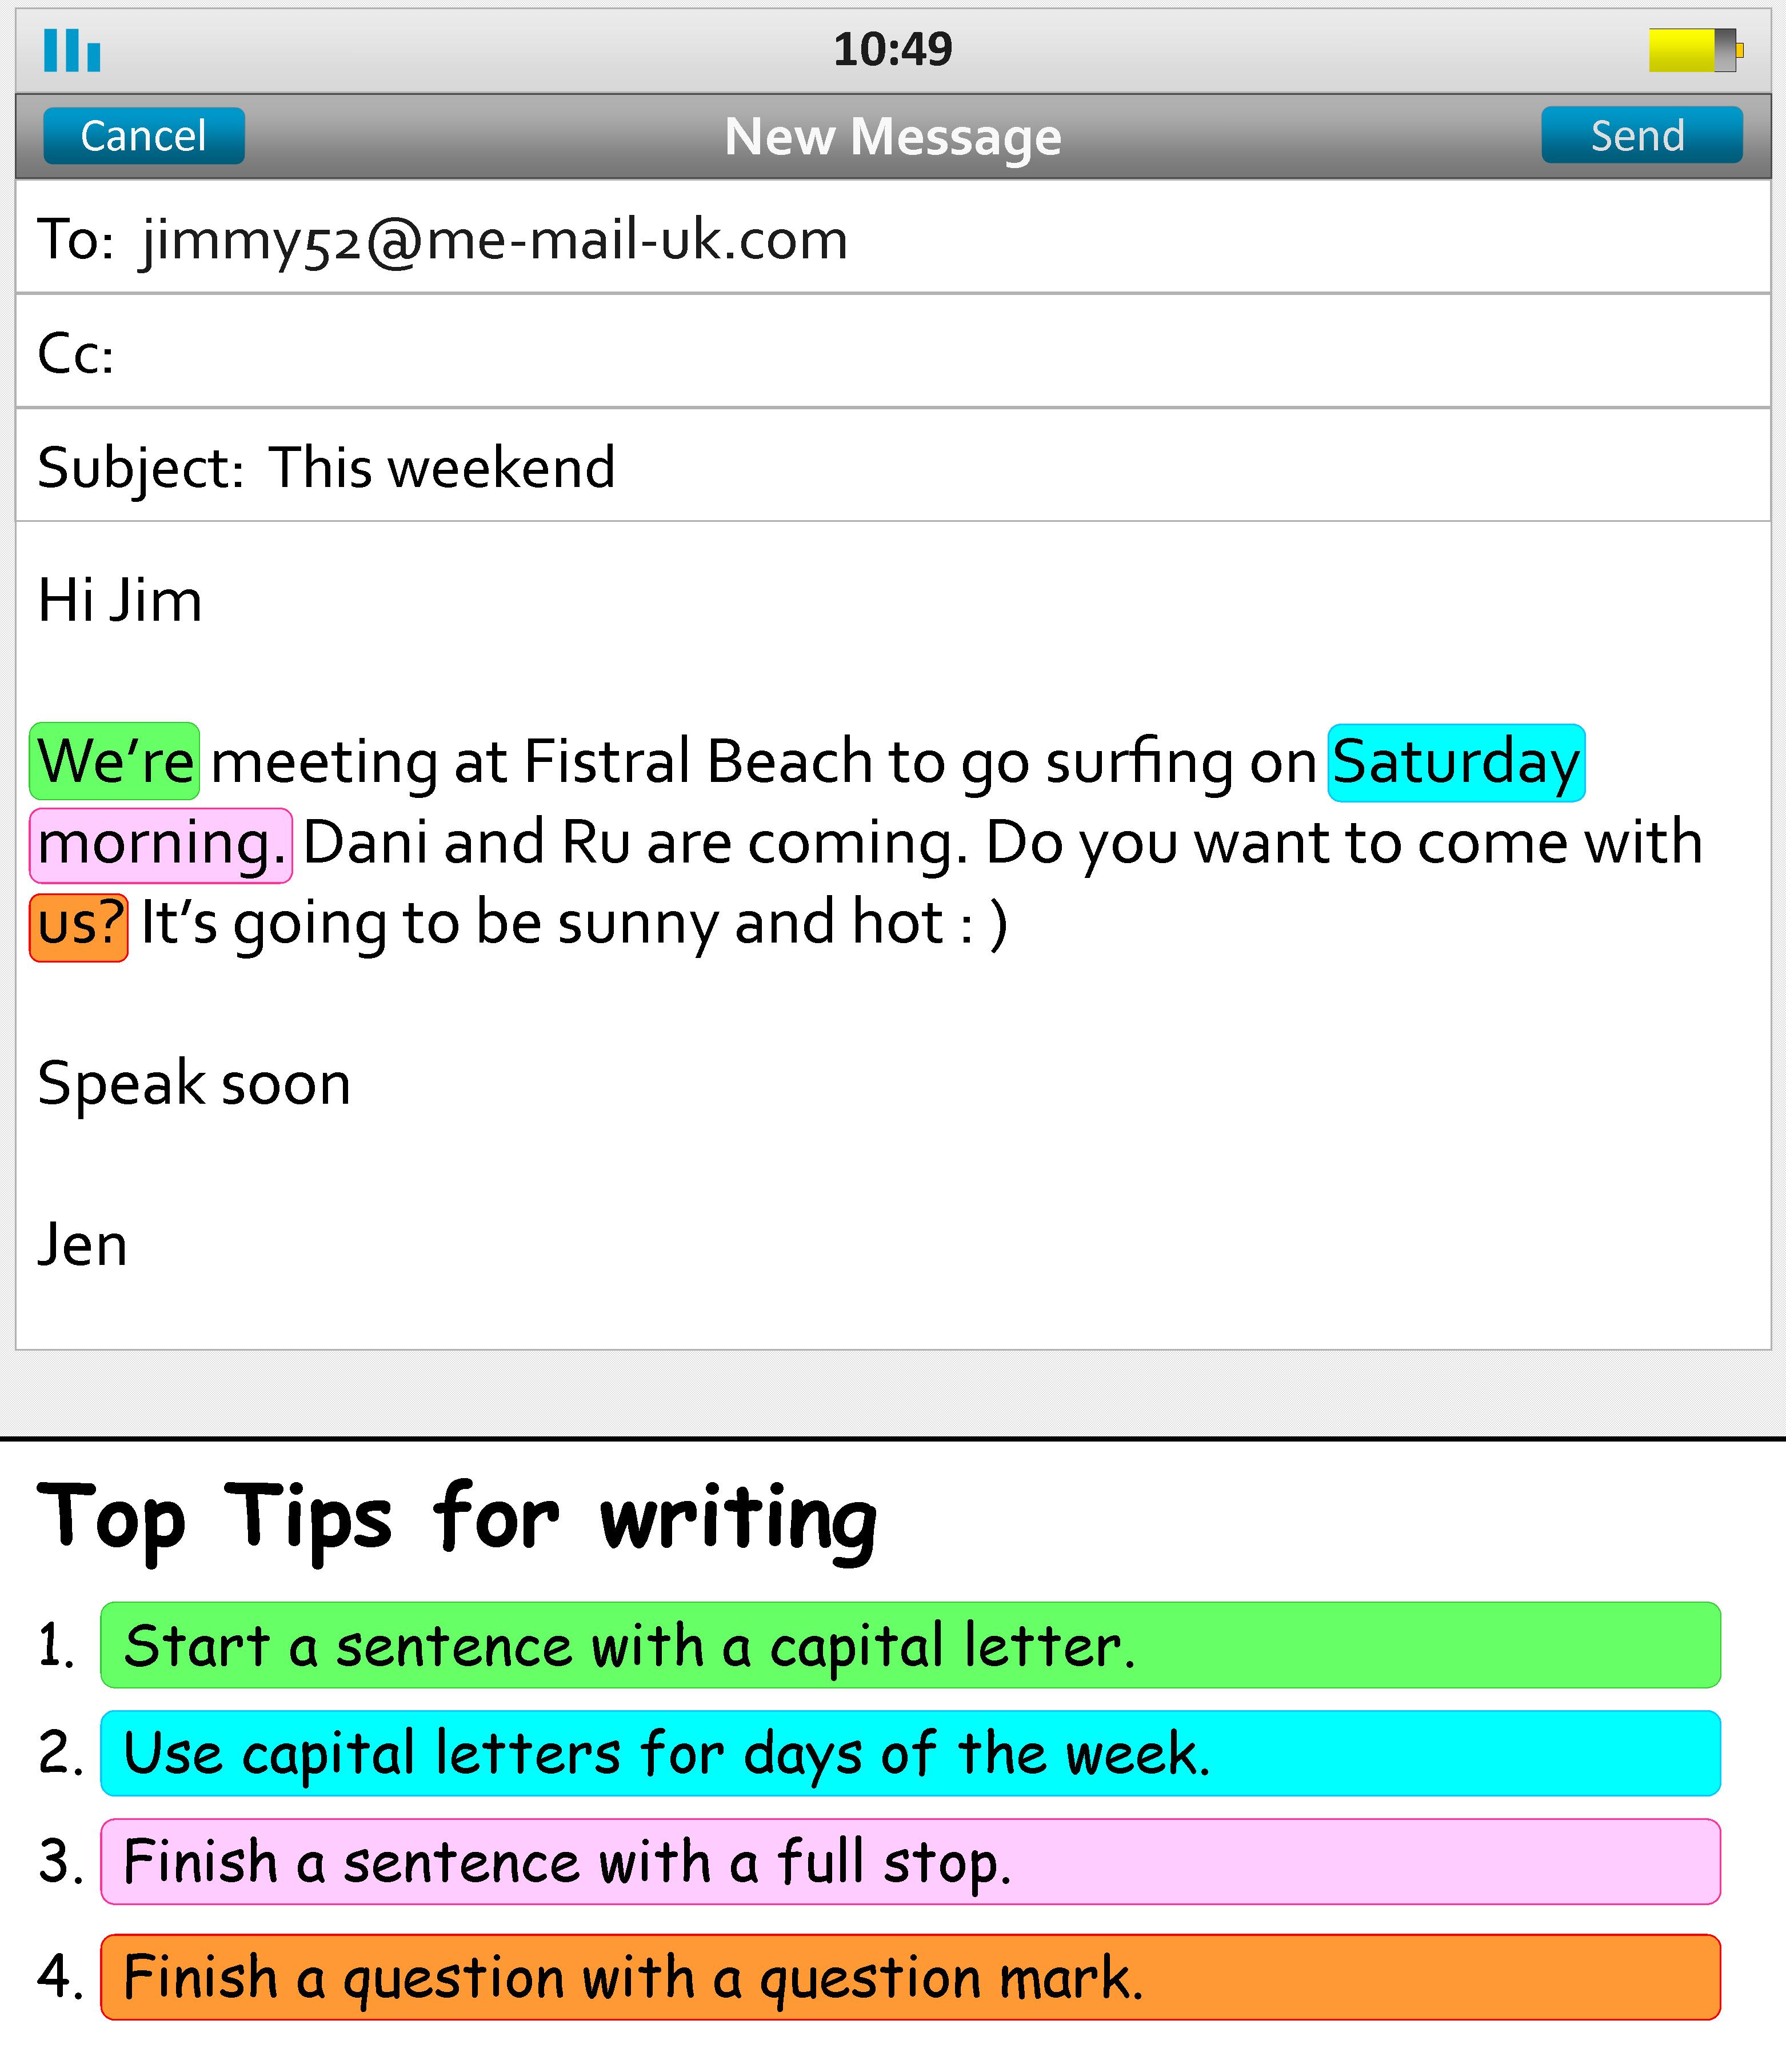 10:49
Cancel New Message Send
To: jimmy52@me-mail-uk.com
Cc:
Subject: This weekend
Hi Jim
We’re meeting at Fistral Beach to go surfing on Saturday
morning. Dani and Ru are coming. Do you want to come with
us? It’s going to be sunny and hot : )
Speak soon
Jen
Top Tips for writing
1. Start a sentence with a capital letter.
2. Use capital letters for days of the week.
3. Finish a sentence with a full stop.
4. Finish a question with a question mark.